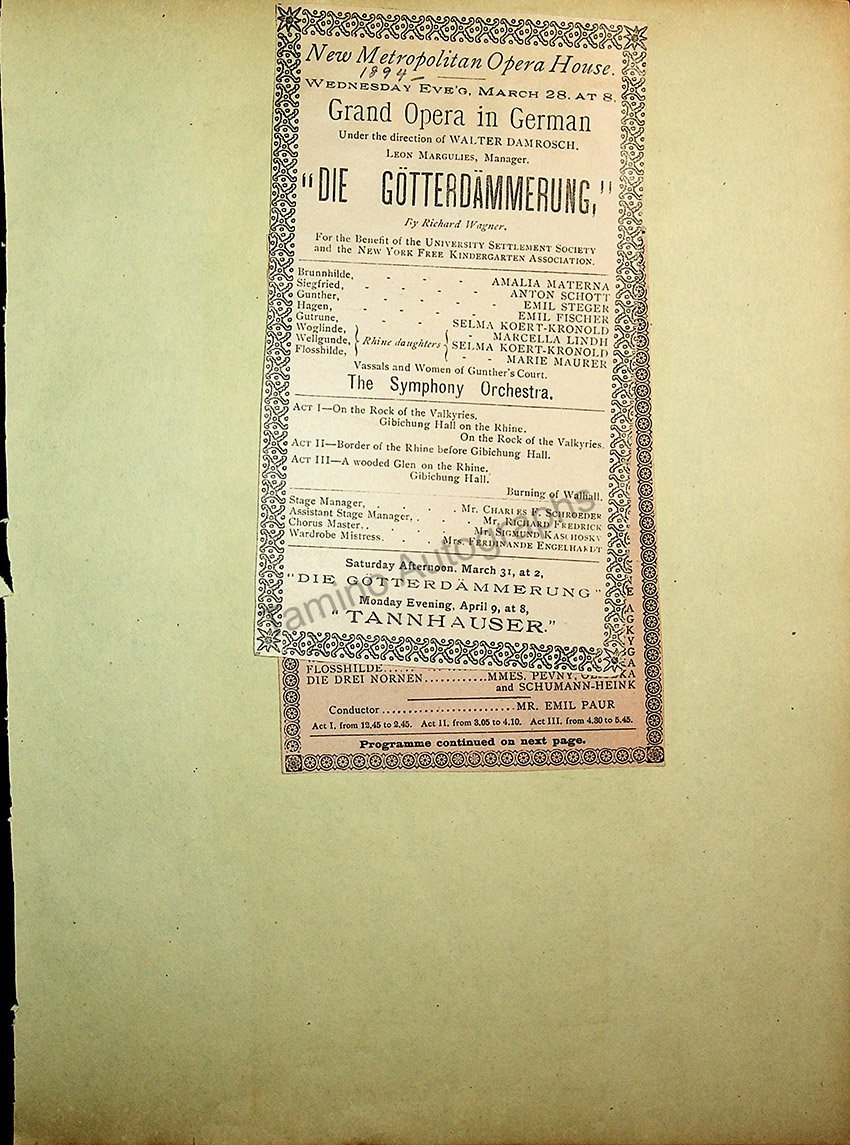 New Metropolitan Opera House.
1894
WEDNESDAY EVE'G, MARCH 28. AT 8.
Grand Opera in German
Under the direction of WALTER DAMROSCH.
LEON MARGULIES, Manager.
"DIE GÖTTERDÄMMERUNG,"
By Richard Wagner.
For the Benefit of the UNIVERSITY SETTLEMENT SOCIETY
and the NEW YORK FREE KINDERGARTEN ASSOCIATION.
Brunnhilde, - - - - AMALIA MATERNA
Siegfried, - - - - ANTON SCHOTT
Gunther, - - - - EMIL STEGER
Hagen, - - - - EMIL FISCHER
Gutrune, - - - SELMA KOERT-KRONOLD
Woglinde, MARCELLA LINDH
Wellgunde, Rhine daughters SELMA KOERT-KRONOLD
Flosshilde, - - MARIE MAURER
Vassals and Women of Gunther's Court.
The Symphony Orchestra.
ACT I—On the Rock of the Valkyries.
Gibichung Hall on the Rhine.
On the Rock of the Valkyries.
ACT II—Border of the Rhine before Gibichung Hall.
ACT III—A wooded Glen on the Rhine.
Gibichung Hall.
Burning of Walhall.
Stage Manager, . . . . Mr. CHARLES F. SCHROEDER
Assistant Stage Manager, . . . . Mr. RICHARD FREDRICK
Chorus Master. . . . . Mr. SIGMUND KASCHOSKY
Wardrobe Mistress. . . . Mrs. FERDINANDE ENGELHARDT
Saturday Afternoon. March 31, at 2,
"DIE GÖTTERDÄMMERUNG"
Monday Evening, April 9, at 8,
"TANNHAUSER."
FLOSSHILDE......
DIE DREI NORNEN............MMES. PEVNY,
and SCHUMANN-HEINK
Conductor........................MR. EMIL PAUR
Act I. from 12.45 to 2.45. Act II. from 3.05 to 4.10. Act III. from 4.30 to 5.45.
Programme continued on next page.
Tamino Autographs